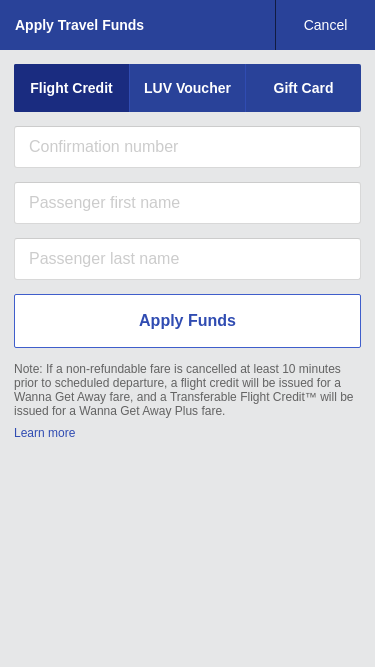 Apply Travel Funds
Cancel
Flight Credit
LUV Voucher
Gift Card
Confirmation number
Passenger first name
Passenger last name
Apply Funds
Note: If a non-refundable fare is cancelled at least 10 minutes
prior to scheduled departure, a flight credit will be issued for a
Wanna Get Away fare, and a Transferable Flight Credit™ will be
issued for a Wanna Get Away Plus fare.
Learn more